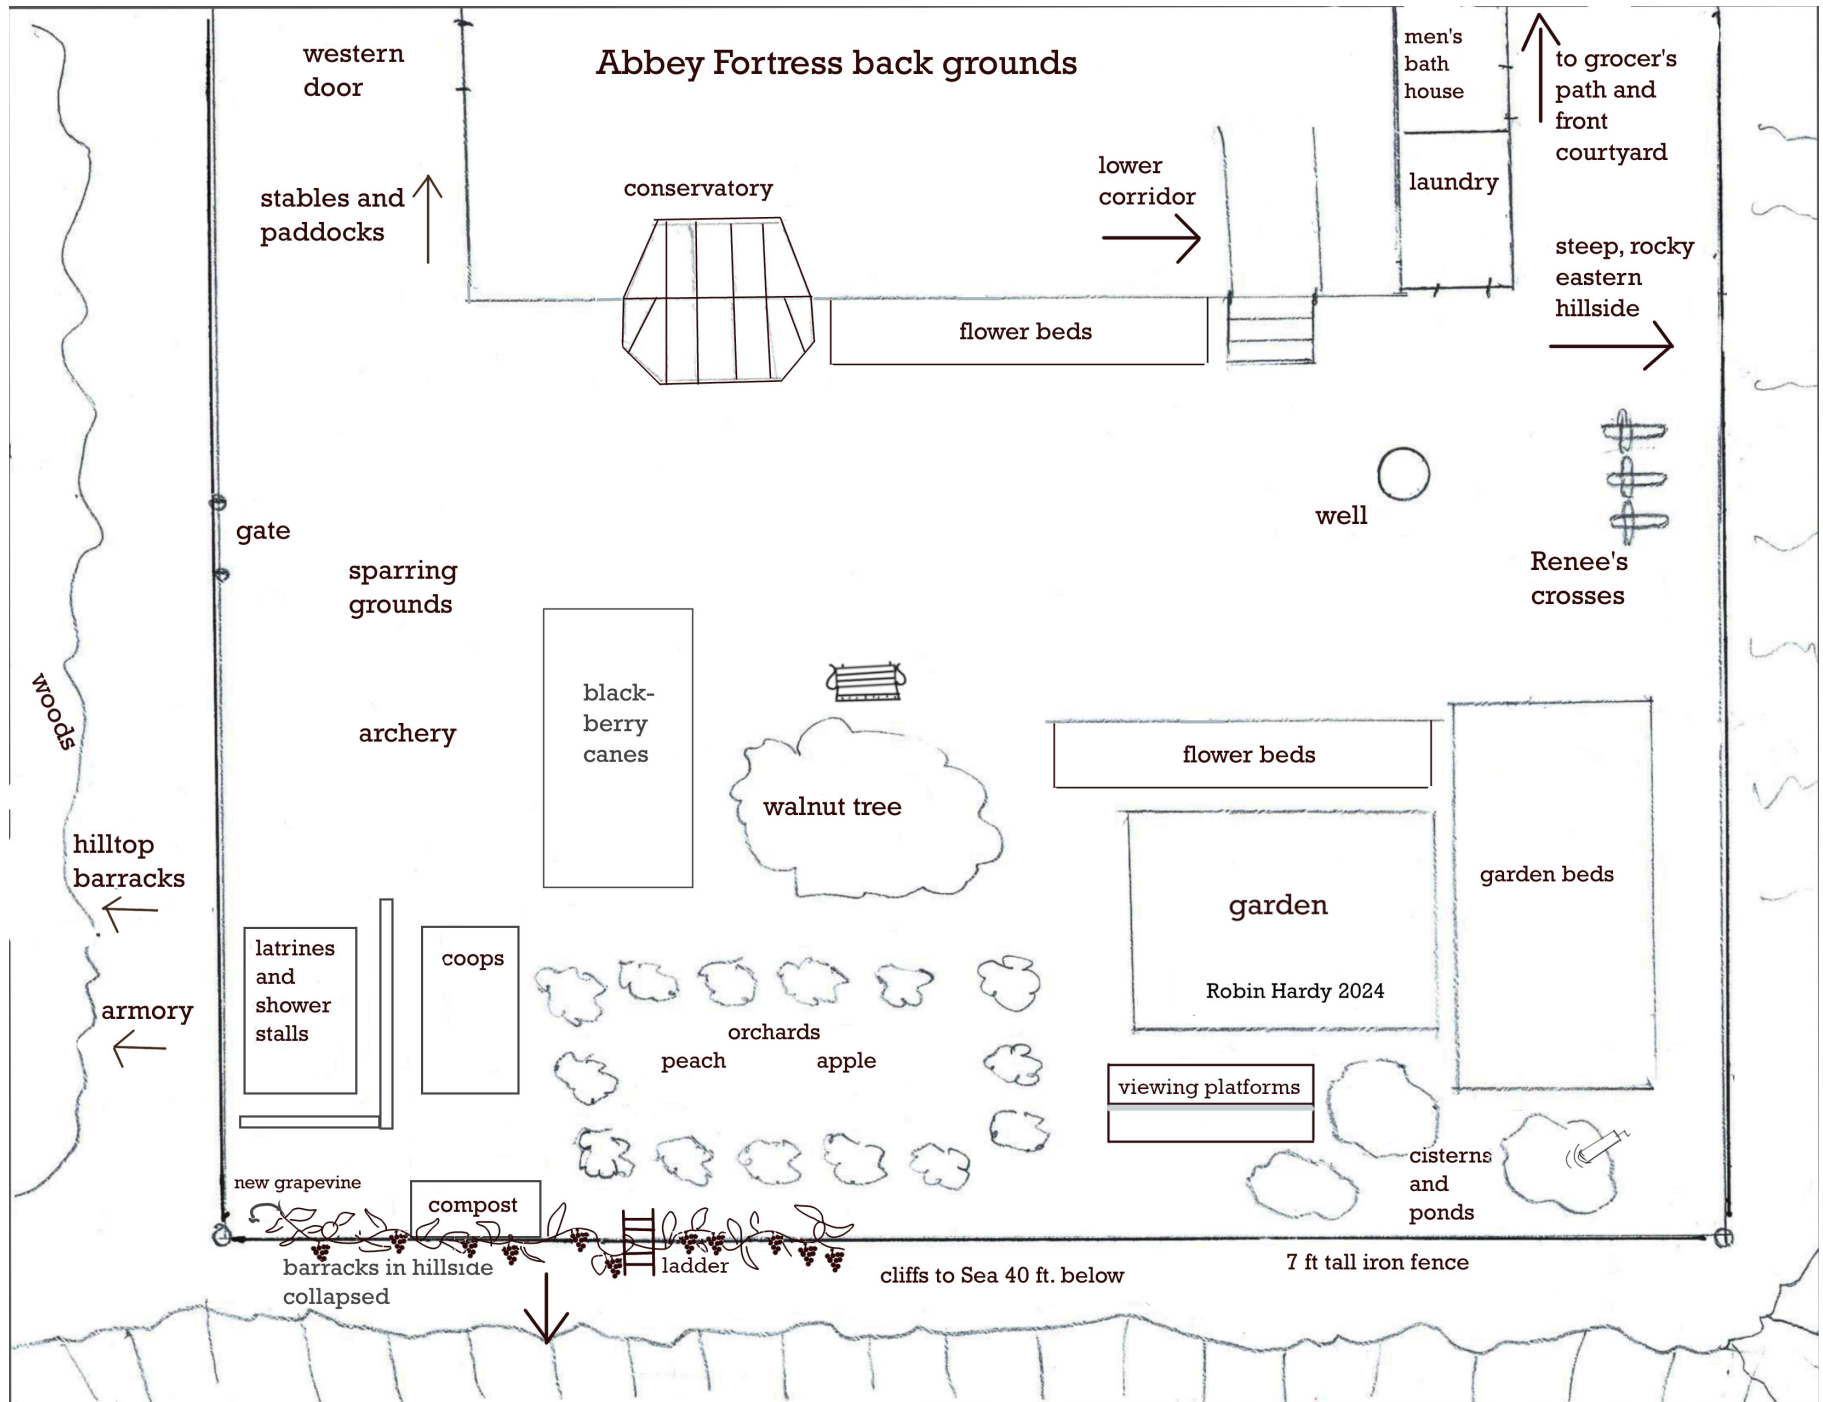 Abbey Fortress back grounds
western
door
men's
bath
house
to grocer's
path and
front
courtyard
stables and
paddocks
conservatory
lower
corridor
laundry
steep, rocky
eastern
hillside
flower beds
well
gate
Renee's
crosses
sparring
grounds
black-
berry
canes
woods
archery
walnut tree
flower beds
hilltop
barracks
garden beds
garden
latrines
and
shower
stalls
coops
Robin Hardy 2024
armory
orchards
peach
apple
viewing platforms
cisterns
and
ponds
new grapevine
compost
barracks in hillside
collapsed
ladder
cliffs to Sea 40 ft. below
7 ft tall iron fence